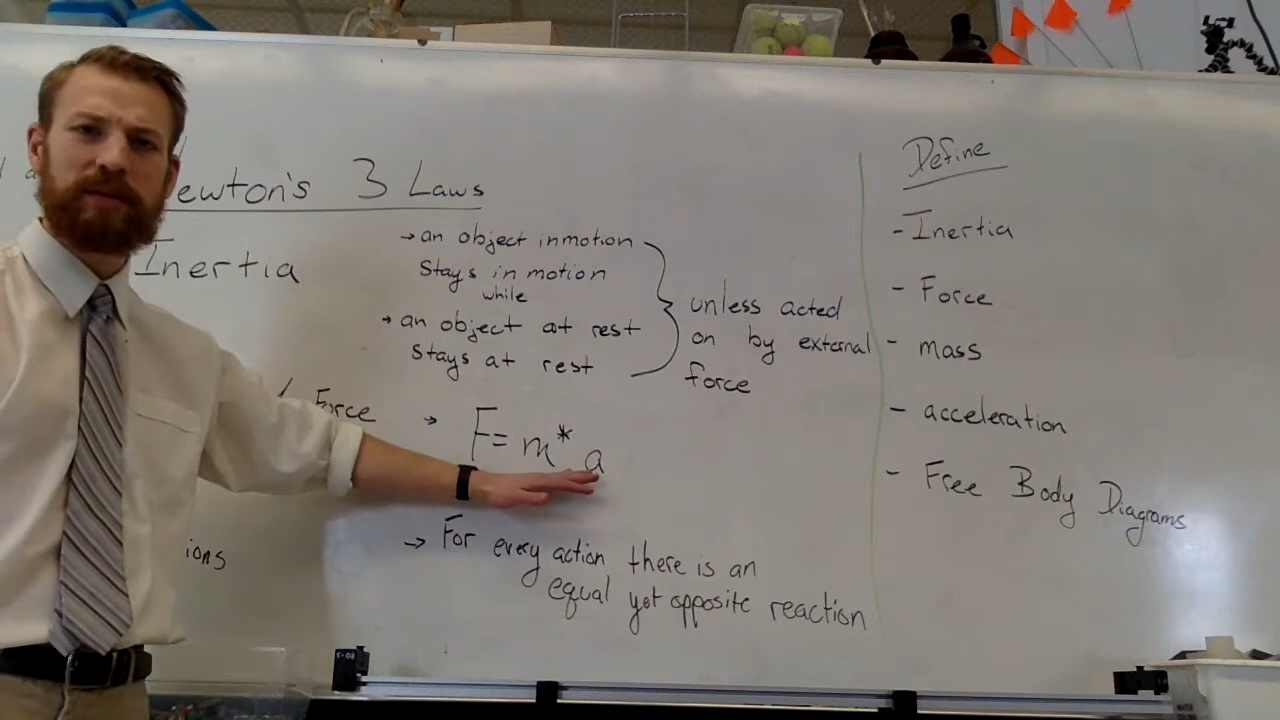 ewton's 3 Laws
Inertia
→ an object inmotion
stays in motion
while
→ an object at rest
stays at rest
unless acted
on by external
force
Force → F = m * a
ions
→ For every action there is an
equal yet opposite reaction
Define
- Inertia
- Force
- mass
- acceleration
- Free Body Diagrams